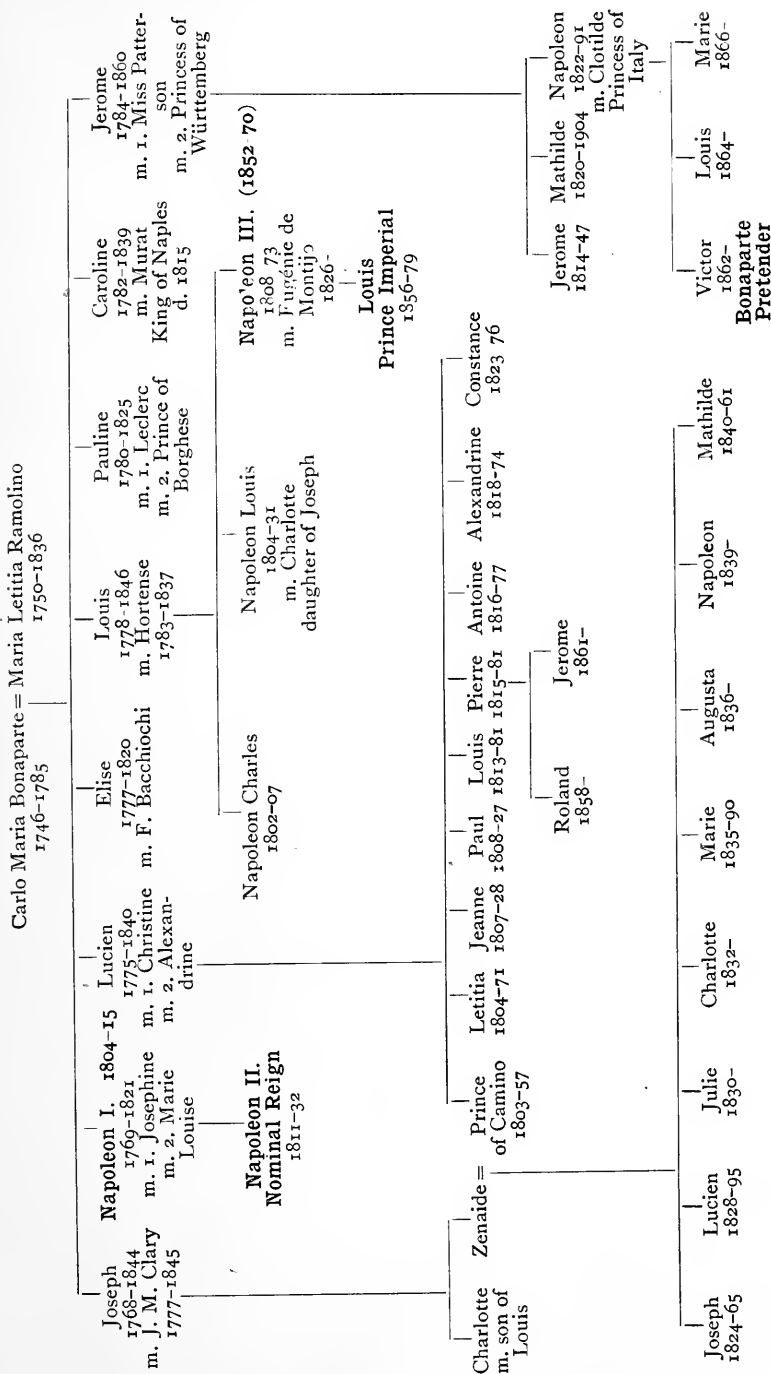 Carlo Maria Bonaparte = Maria Letitia Ramolino
1746-1785 1750-1836
Joseph
1768-1844
m. J. M. Clary
1777-1845
Napoleon I. 1804-15
1769-1821
m. 1. Josephine
m. 2. Marie
Louise
Lucien
1775-1840
m. 1. Christine
m. 2. Alexan-
drine
Elise
1777-1820
m. F. Bacchiochi
Louis
1778-1846
m. Hortense
1783-1837
Pauline
1780-1825
m. 1. Leclerc
m. 2. Prince of
Borghese
Caroline
1782-1839
m. Murat
King of Naples
d. 1815
Jerome
1784-1860
m. 1. Miss Patter-
son
m. 2. Princess of
Württemberg
Napoleon II.
Nominal Reign
1811-32
Napoleon Charles
1802-07
Napoleon Louis
1804-31
m. Charlotte
daughter of Joseph
Napo'eon III. (1852 70)
1808 73
m. Eugénie de
Montijo
1826-
Louis
Prince Imperial
1856-79
Charlotte
m. son of
Louis
Zenaide =
Prince
of Camino
1803-57
Letitia
1804-71
Jeanne
1807-28
Paul
1808-27
Louis
1813-81
Pierre
1815-81
Antoine
1816-77
Alexandrine
1818-74
Constance
1823 76
Roland
1858-
Jerome
1861-
Jerome
1814-47
Mathilde
1820-1904
Napoleon
1822-91
m. Clotilde
Princess of
Italy
Joseph
1824-65
Lucien
1828-95
Julie
1830-
Charlotte
1832-
Marie
1835-90
Augusta
1836-
Napoleon
1839-
Mathilde
1840-61
Victor
1862-
Bonaparte
Pretender
Louis
1864-
Marie
1866-